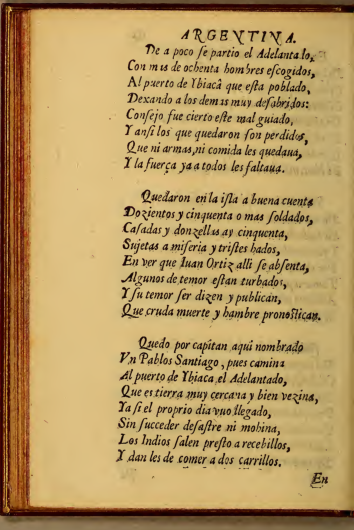 ARGENTINA.
De a poco ſe partio el Adelantado,
Con mas de ochenta hombres eſcogidos,
Al puerto de Ybiacâ que eſta poblado,
Dexando a los demas muy deſabridos:
Conſejo fue cierto eſte mal guiado,
Y anſi los que quedaron ſon perdidos,
Que ni armas, ni comida les quedaua,
Y la fuerça ya a todos les faltaua.
Quedaron en la iſla a buena cuenta
Dozientos y cinquenta o mas ſoldados,
Caſadas y donzellas ay cinquenta,
Sujetas a miſeria y triſtes hados,
En ver que Iuan Ortiz alli ſe abſenta,
Algunos de temor eſtan turbados,
Y ſu temor ſer dizen y publican,
Que cruda muerte y hambre pronoſtican.
Quedo por capitan aqui nombrado
Vn Pablos Santiago, pues camina
Al puerto de Ybiaca el Adelantado,
Que es tierra muy cercana y bien vezina,
Ya ſi el proprio dia vuo llegado,
Sin ſucceder deſaſtre ni mohina,
Los Indios ſalen preſto a recebillos,
Y dan les de comer a dos carrillos.
En